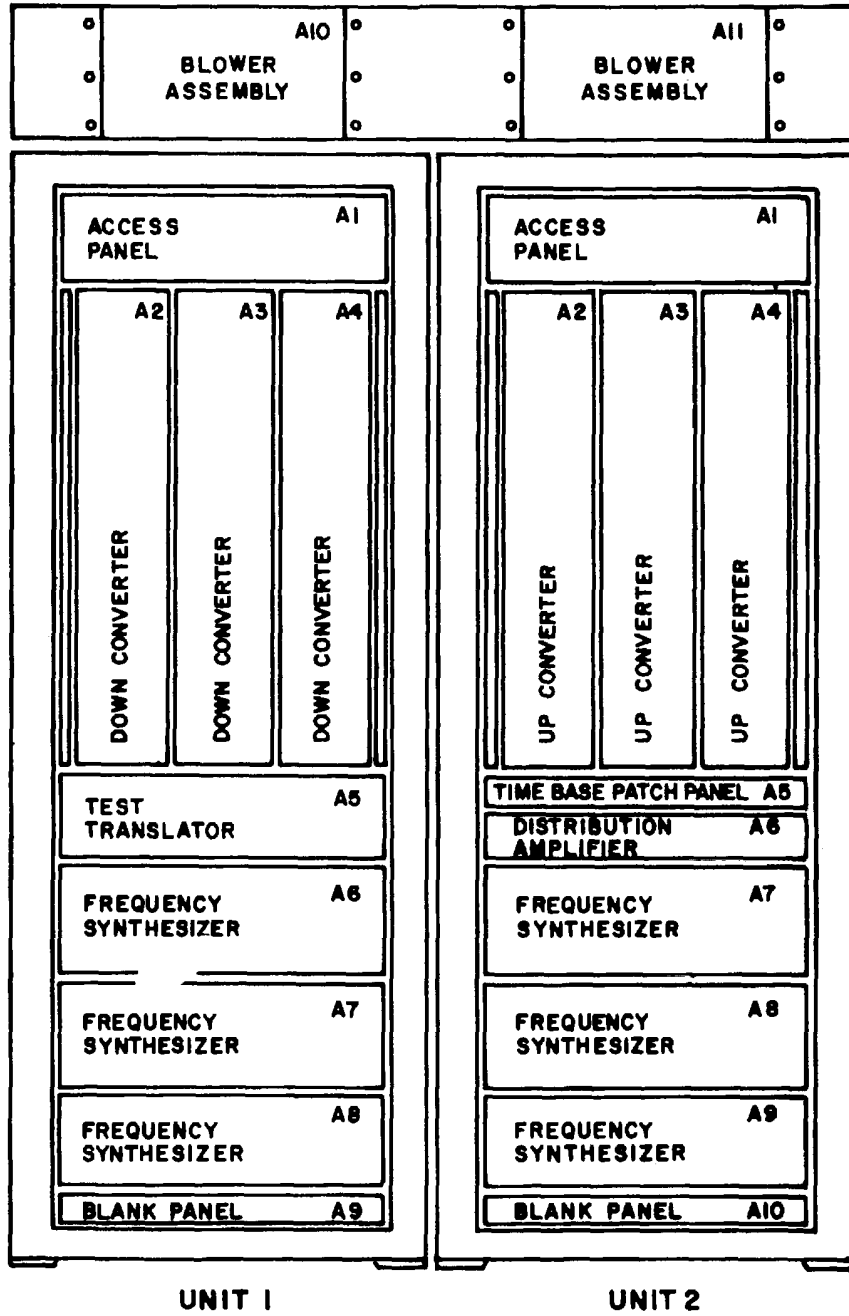 A10
BLOWER
ASSEMBLY
A11
BLOWER
ASSEMBLY
A1
ACCESS
PANEL
A2
A3
A4
DOWN CONVERTER
DOWN CONVERTER
DOWN CONVERTER
A5
TEST
TRANSLATOR
A6
FREQUENCY
SYNTHESIZER
A7
FREQUENCY
SYNTHESIZER
A8
FREQUENCY
SYNTHESIZER
BLANK PANEL A9
UNIT 1
A1
ACCESS
PANEL
A2
A3
A4
UP CONVERTER
UP CONVERTER
UP CONVERTER
TIME BASE PATCH PANEL A5
DISTRIBUTION A6
AMPLIFIER
A7
FREQUENCY
SYNTHESIZER
A8
FREQUENCY
SYNTHESIZER
A9
FREQUENCY
SYNTHESIZER
BLANK PANEL A10
UNIT 2